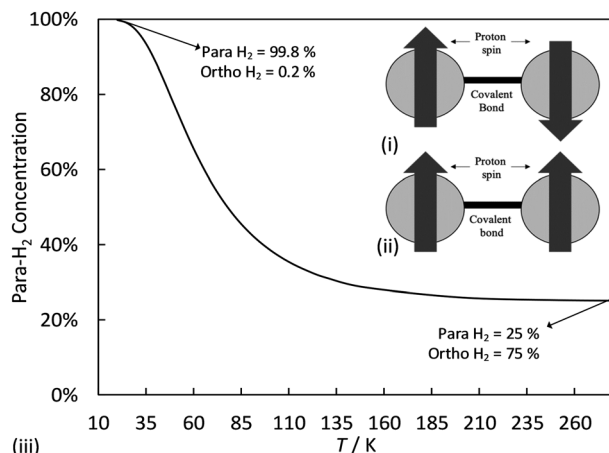 100%
80%
60%
40%
20%
0%
Para-H2 Concentration
Para H2 = 99.8 %
Ortho H2 = 0.2 %
Proton
spin
Covalent
Bond
(i)
Proton
spin
Covalent
bond
(ii)
Para H2 = 25 %
Ortho H2 = 75 %
10 35 60 85 110 135 160 185 210 235 260
(iii)
T / K